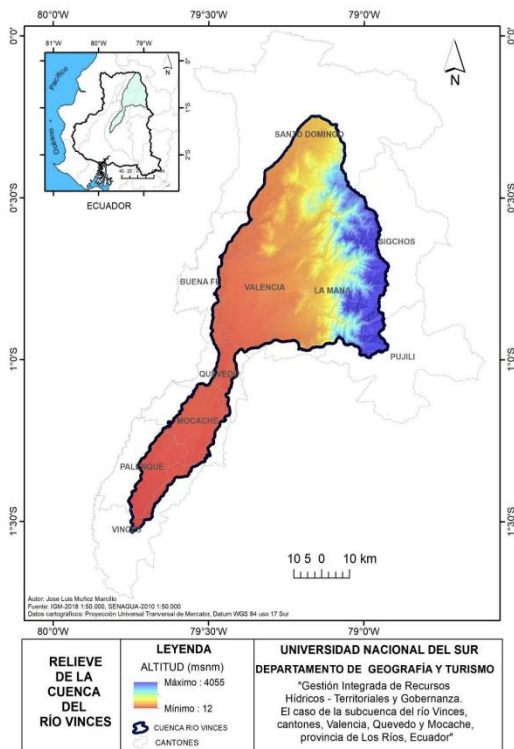 80°0'W 79°30'W 79°0'W
0°0'
81°W 80°W 79°W
0°
1°S
2°S
Pacífico
Océano
N
40 20 0 km
ECUADOR
N
SANTO DOMINGO
0°30'S 0°30'S
SIGCHOS
BUENA FE VALENCIA LA MANA
1°0'S 1°0'S
PUJILI
QUEVEDO
MOCACHE
PALENQUE
1°30'S 1°30'S
VINCES
10 5 0 10 km
Autor: Jose Luis Muñoz Marcillo
Fuente: IGM-2018 1:50.000, SENAGUA-2010 1:50.000
Datos cartográficos: Proyección Universal Tranversal de Mercator, Datum WGS 84 uso 17 Sur
80°0'W 79°30'W 79°0'W
RELIEVE
DE LA
CUENCA
DEL
RÍO VINCES
LEYENDA
ALTITUD (msnm)
Máximo : 4055
Mínimo : 12
CUENCA RIO VINCES
CANTONES
UNIVERSIDAD NACIONAL DEL SUR
DEPARTAMENTO DE GEOGRAFÍA Y TURISMO
"Gestión Integrada de Recursos
Hídricos - Territoriales y Gobernanza.
El caso de la subcuenca del río Vinces,
cantones, Valencia, Quevedo y Mocache,
provincia de Los Ríos, Ecuador"